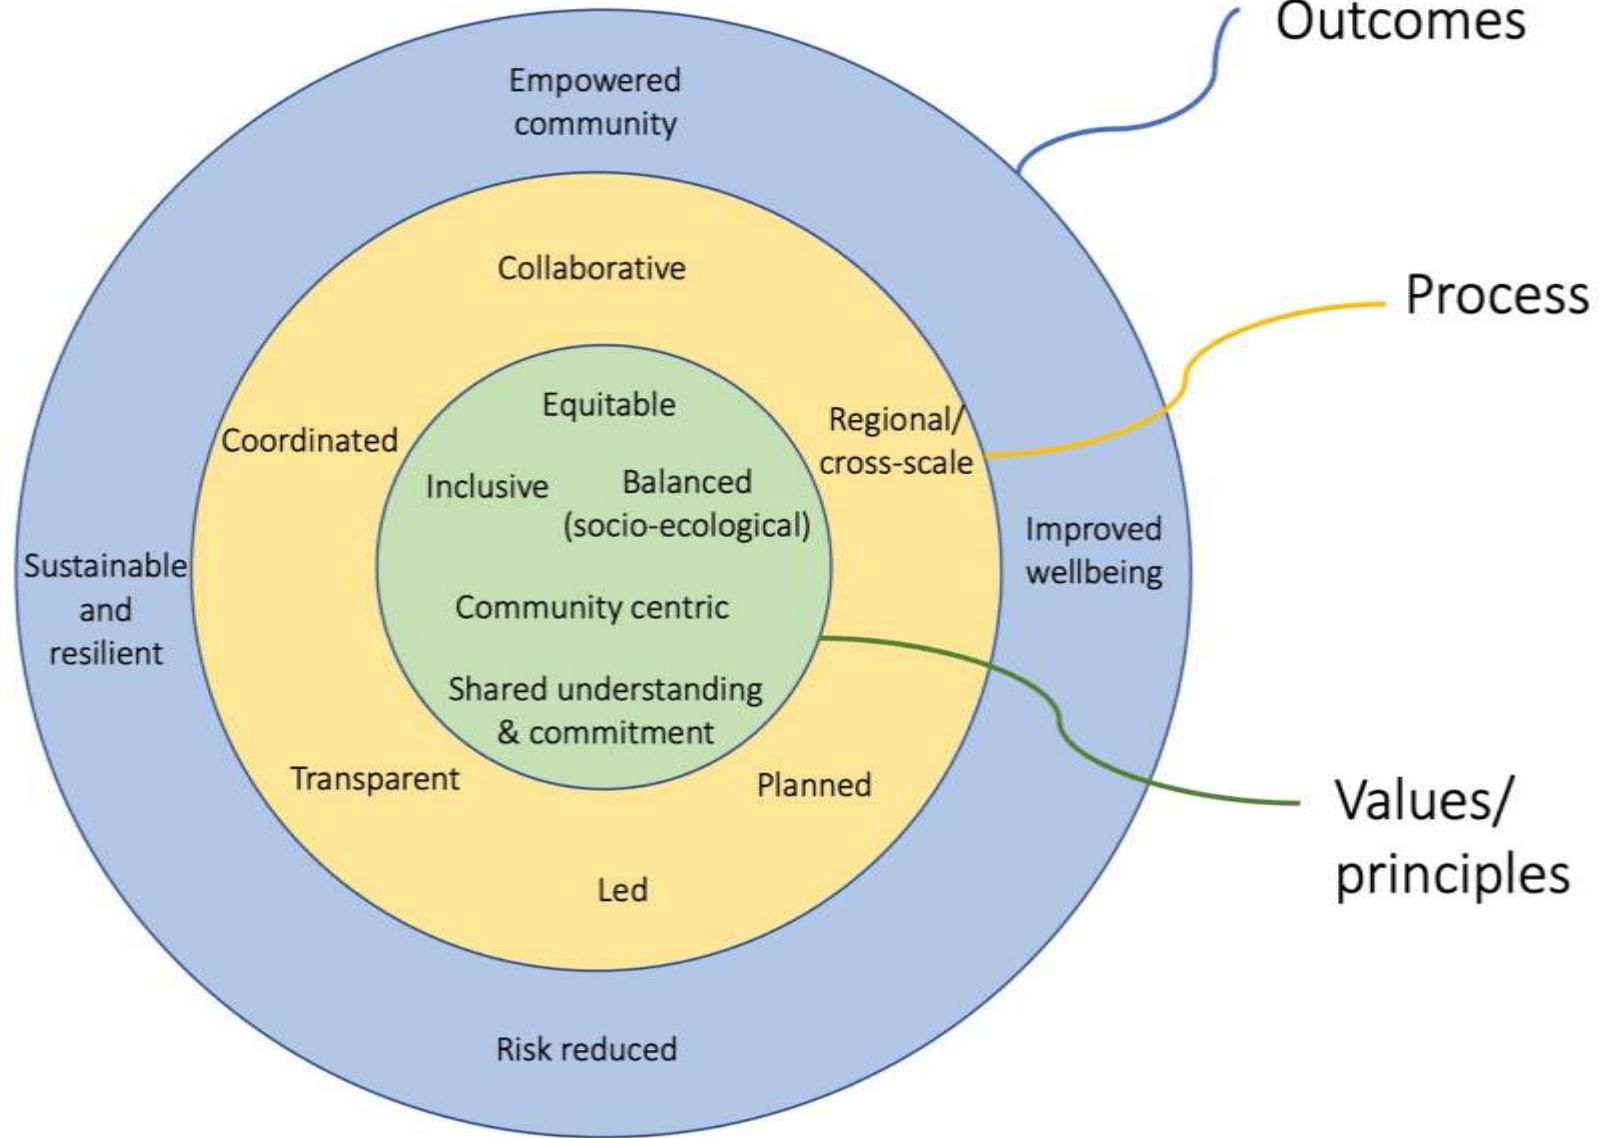 Outcomes
Empowered
community
Collaborative
Process
Equitable
Regional/
cross-scale
Coordinated
Inclusive
Balanced
(socio-ecological)
Improved
wellbeing
Sustainable
and
resilient
Community centric
Shared understanding
& commitment
Transparent
Planned
Values/
principles
Led
Risk reduced